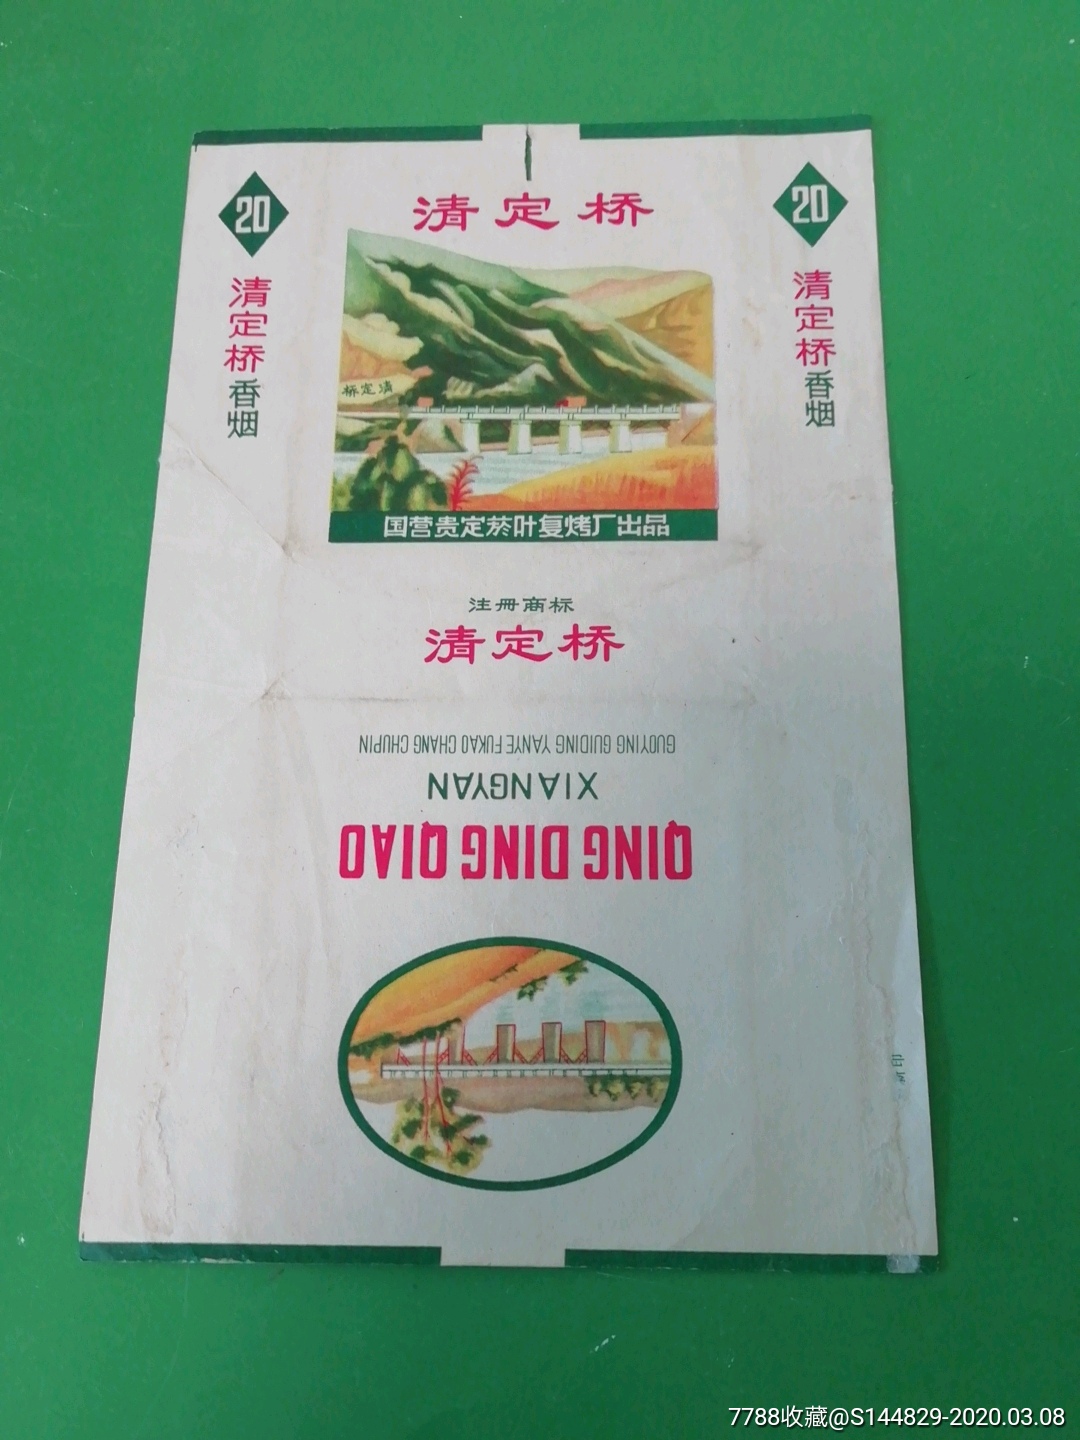 清定桥
20
清定桥香烟
20
清定桥香烟
桥定清
国营贵定菸叶复烤厂出品
注册商标
清定桥
GUOYING GUIDING YANYE FUKAO CHANG CHUPIN
XIANGYAN
QING DING QIAO
7788收藏@S144829-2020.03.08